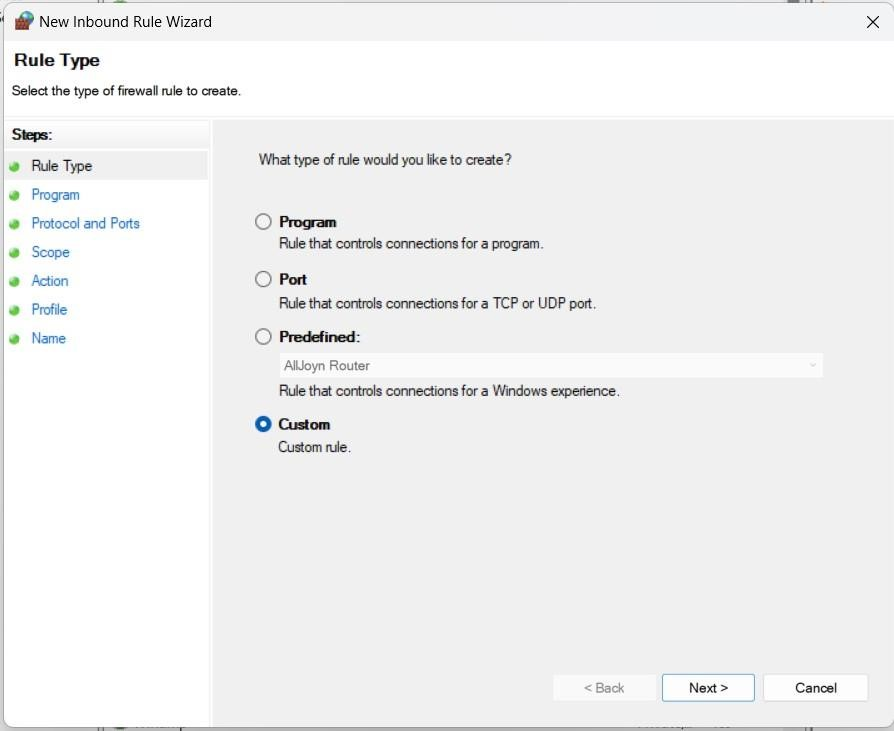 New Inbound Rule Wizard
Rule Type
Select the type of firewall rule to create.
Steps:
Rule Type
Program
Protocol and Ports
Scope
Action
Profile
Name
What type of rule would you like to create?
Program
Rule that controls connections for a program.
Port
Rule that controls connections for a TCP or UDP port.
Predefined:
AllJoyn Router
Rule that controls connections for a Windows experience.
Custom
Custom rule.
< Back
Next >
Cancel